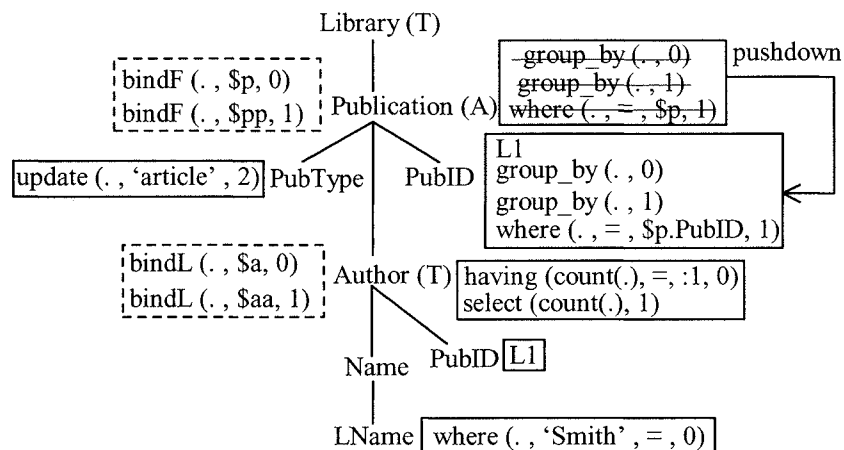 Library (T)
bindF (. , $p, 0)
bindF (. , $pp, 1)
group_by (. , 0)
group_by (. , 1)
where (. , = , $p, 1)
pushdown
Publication (A)
update (. , ‘article’ , 2)
PubType
PubID
L1
group_by (. , 0)
group_by (. , 1)
where (. , = , $p.PubID, 1)
bindL (. , $a, 0)
bindL (. , $aa, 1)
Author (T)
having (count(.), =, :1, 0)
select (count(.), 1)
Name
PubID
L1
LName
where (. , ‘Smith’ , = , 0)